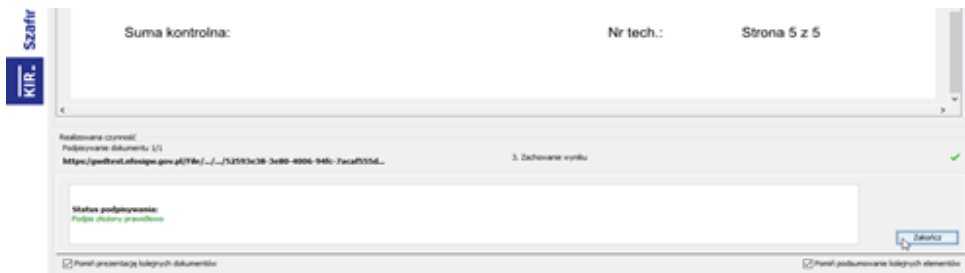 Szafir
KIR.
Suma kontrolna: Nr tech.: Strona 5 z 5
Realizowana czynność
Podpisywanie dokumentu 1/1
3. Zachowanie wyniku
Status podpisywania:
Podpis złożony prawidłowo
Zakończ
Pomiń prezentację kolejnych dokumentów
Pomiń podsumowanie kolejnych elementów